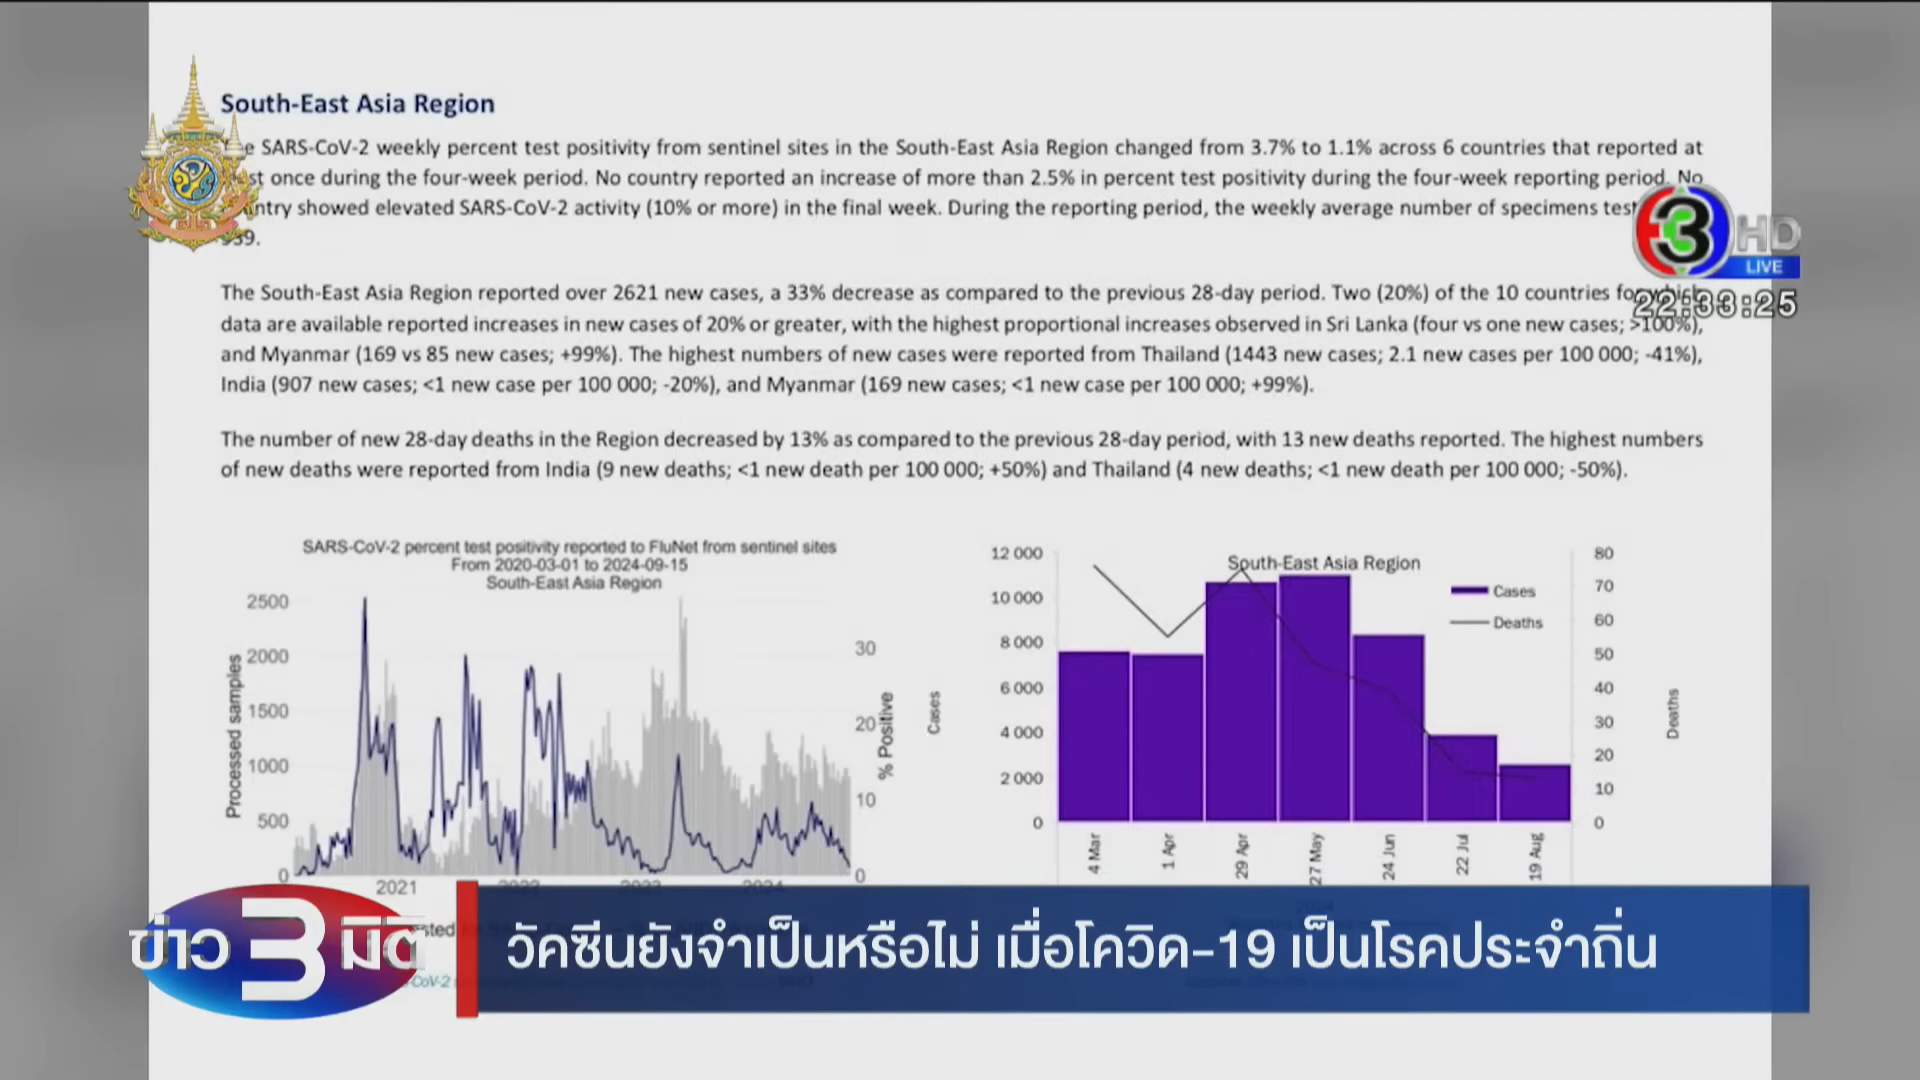 South-East Asia Region
SARS-CoV-2 weekly percent test positivity from sentinel sites in the South-East Asia Region changed from 3.7% to 1.1% across 6 countries that reported at
once during the four-week period. No country reported an increase of more than 2.5% in percent test positivity during the four-week reporting period. No
showed elevated SARS-CoV-2 activity (10% or more) in the final week. During the reporting period, the weekly average number of specimens
3 HD
LIVE
The South-East Asia Region reported over 2621 new cases, a 33% decrease as compared to the previous 28-day period. Two (20%) of the 10 countries for which
22:33:25
data are available reported increases in new cases of 20% or greater, with the highest proportional increases observed in Sri Lanka (four vs one new cases; >100%),
and Myanmar (169 vs 85 new cases; +99%). The highest numbers of new cases were reported from Thailand (1443 new cases; 2.1 new cases per 100 000; -41%),
India (907 new cases; <1 new case per 100 000; -20%), and Myanmar (169 new cases; <1 new case per 100 000; +99%).
The number of new 28-day deaths in the Region decreased by 13% as compared to the previous 28-day period, with 13 new deaths reported. The highest numbers
of new deaths were reported from India (9 new deaths; <1 new death per 100 000; +50%) and Thailand (4 new deaths; <1 new death per 100 000; -50%).
SARS-CoV-2 percent test positivity reported to FluNet from sentinel sites
From 2020-03-01 to 2024-09-15
South-East Asia Region
2500
2000
1500
1000
500
0
Processed samples
30
20
10
0
% Positive
2021
South-East Asia Region
Cases
Deaths
12 000
10 000
8 000
6 000
4 000
2 000
0
Cases
80
70
60
50
40
30
20
10
0
Deaths
4 Mar
1 Apr
29 Apr
27 May
24 Jun
22 Jul
19 Aug
ข่าว 3 มิติ
วัคซีนยังจำเป็นหรือไม่ เมื่อโควิด-19 เป็นโรคประจำถิ่น